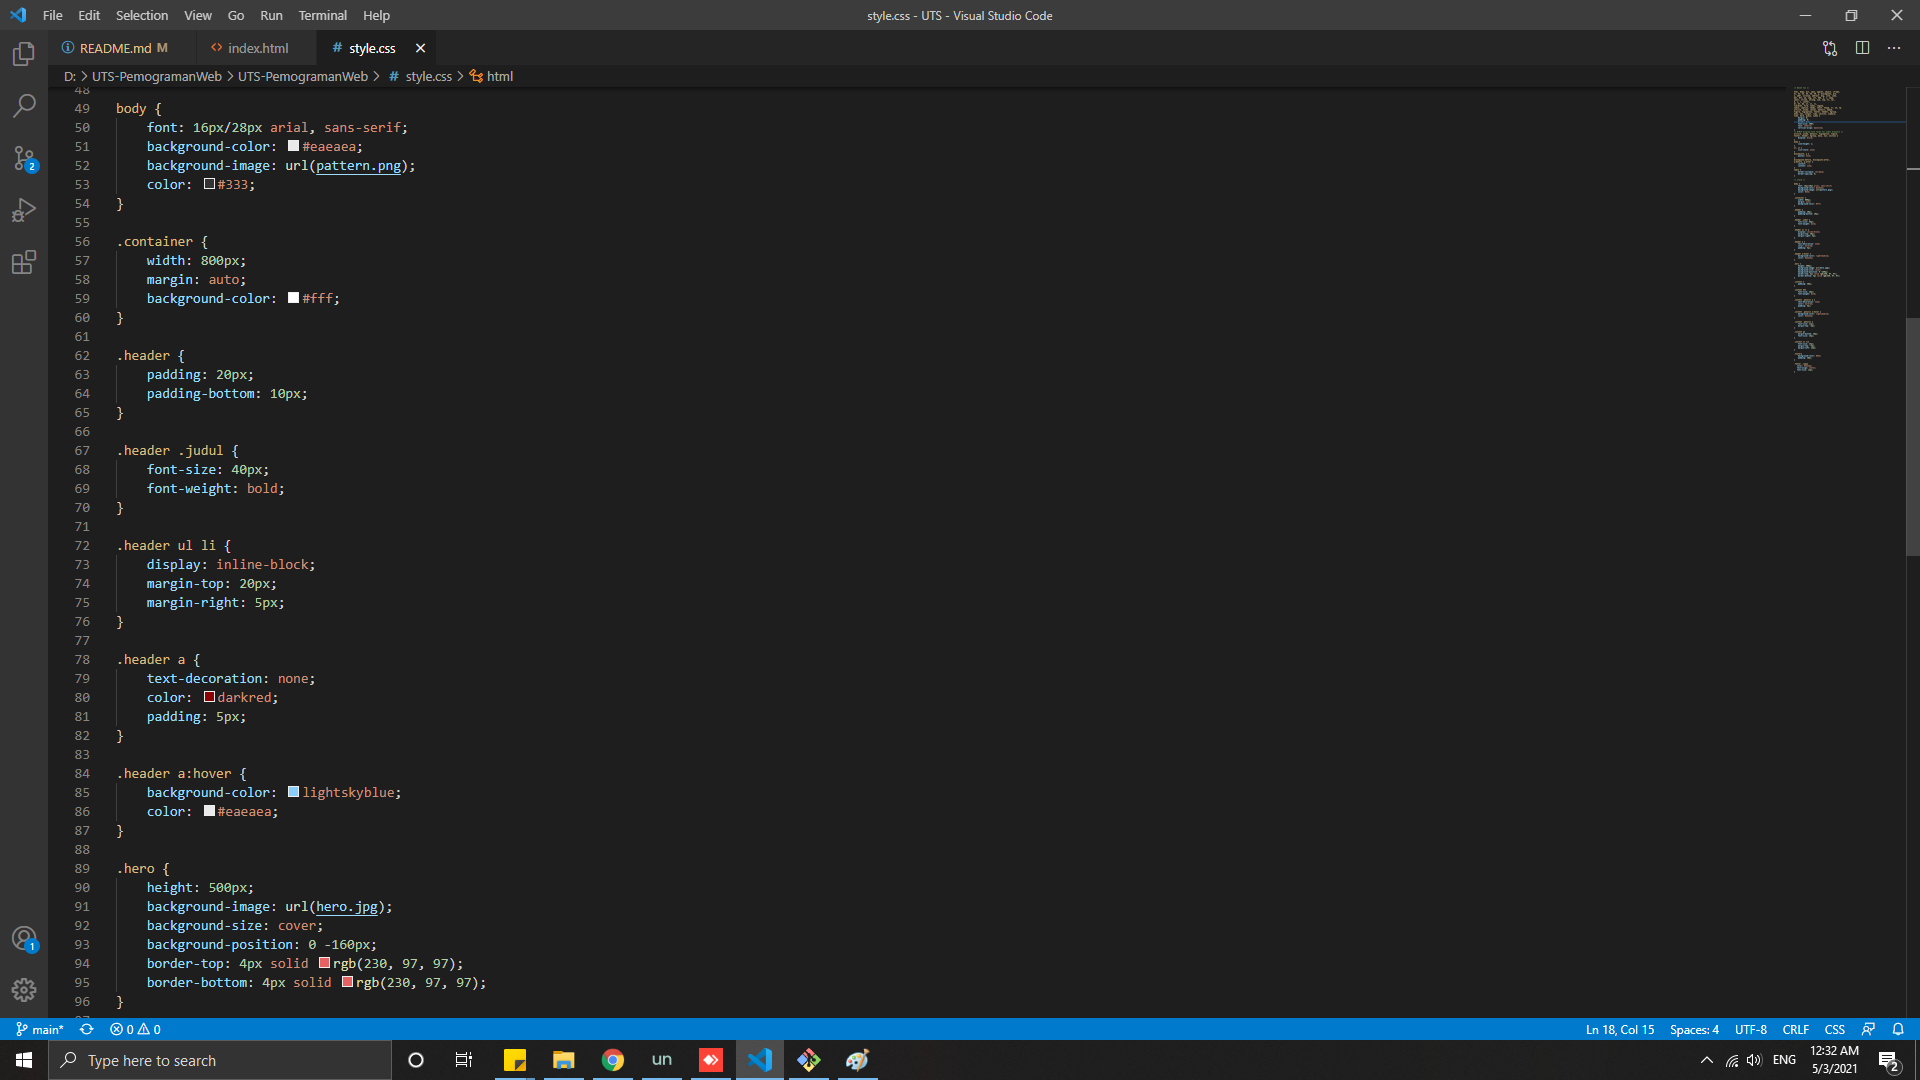 File Edit Selection View Go Run Terminal Help
style.css - UTS - Visual Studio Code
README.md M
index.html
# style.css
D: > UTS-PemogramanWeb > UTS-PemogramanWeb > # style.css > html
48
49 body {
50 font: 16px/28px arial, sans-serif;
51 background-color: #eaeaea;
52 background-image: url(pattern.png);
53 color: #333;
54 }
55
56 .container {
57 width: 800px;
58 margin: auto;
59 background-color: #fff;
60 }
61
62 .header {
63 padding: 20px;
64 padding-bottom: 10px;
65 }
66
67 .header .judul {
68 font-size: 40px;
69 font-weight: bold;
70 }
71
72 .header ul li {
73 display: inline-block;
74 margin-top: 20px;
75 margin-right: 5px;
76 }
77
78 .header a {
79 text-decoration: none;
80 color: darkred;
81 padding: 5px;
82 }
83
84 .header a:hover {
85 background-color: lightskyblue;
86 color: #eaeaea;
87 }
88
89 .hero {
90 height: 500px;
91 background-image: url(hero.jpg);
92 background-size: cover;
93 background-position: 0 -160px;
94 border-top: 4px solid rgb(230, 97, 97);
95 border-bottom: 4px solid rgb(230, 97, 97);
96 }
2
1
main* 0 0
Ln 18, Col 15 Spaces: 4 UTF-8 CRLF CSS
Type here to search
un
ENG
12:32 AM
5/3/2021
2